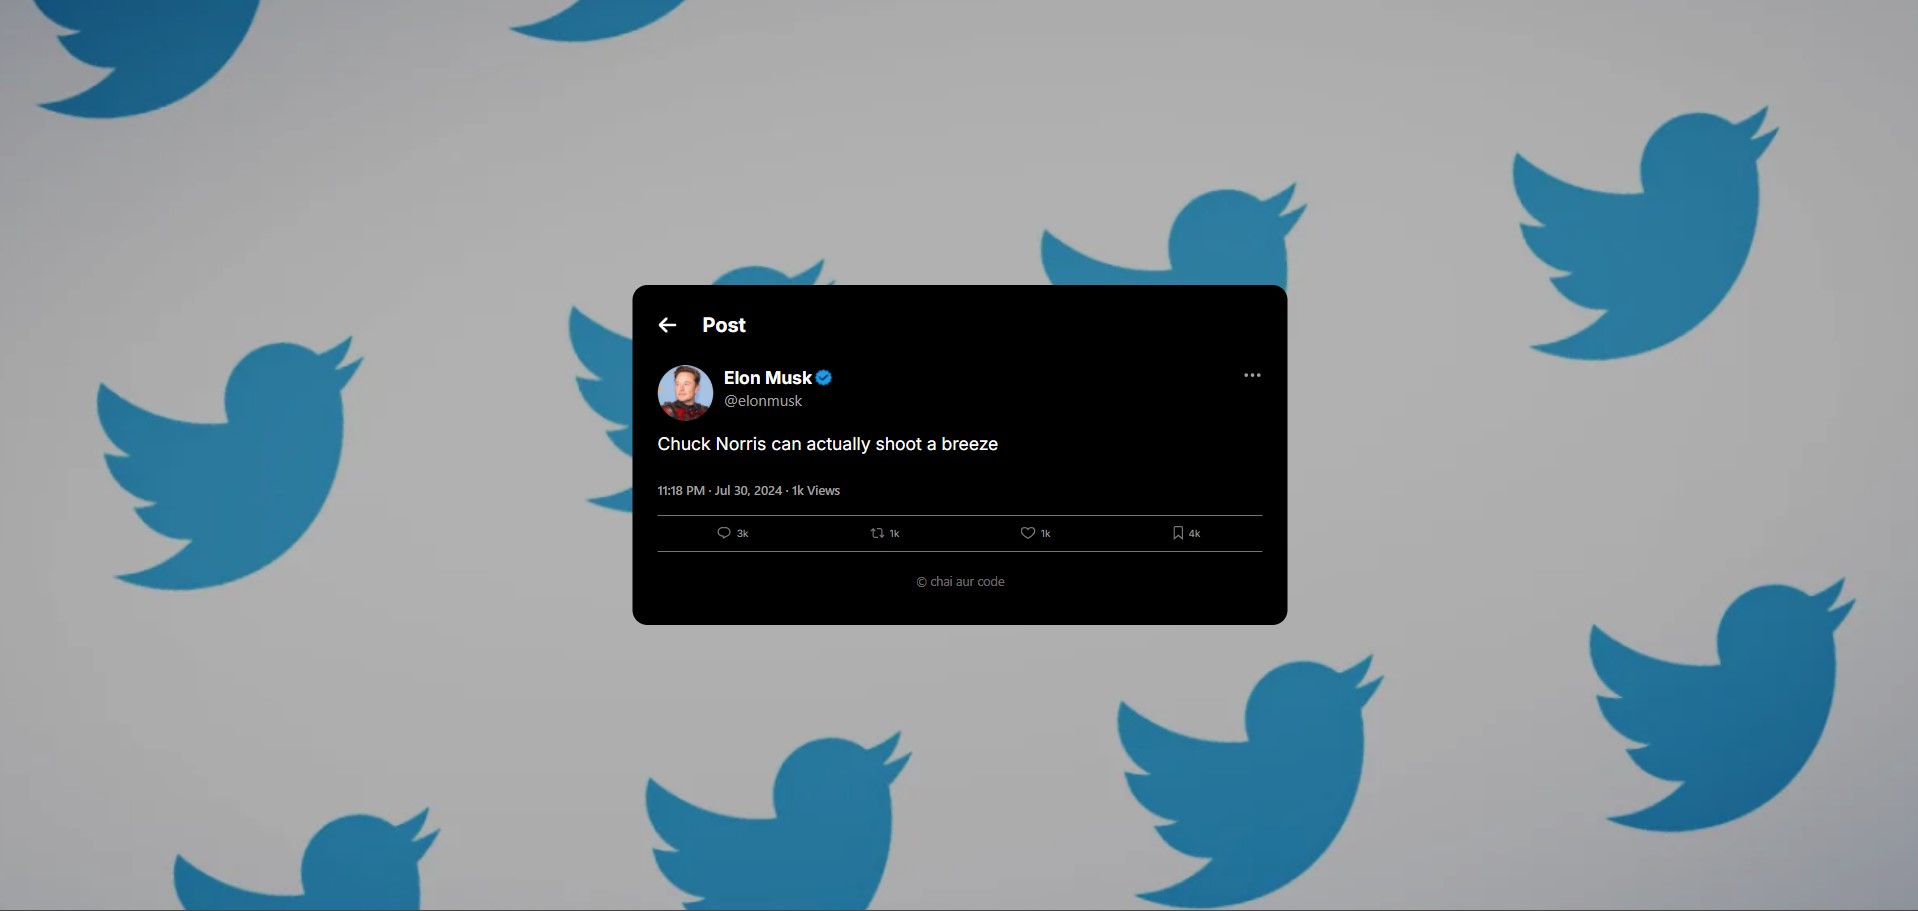 Post
Elon Musk
@elonmusk
Chuck Norris can actually shoot a breeze
11:18 PM · Jul 30, 2024 · 1k Views
3k 1k 1k 4k
© chai aur code